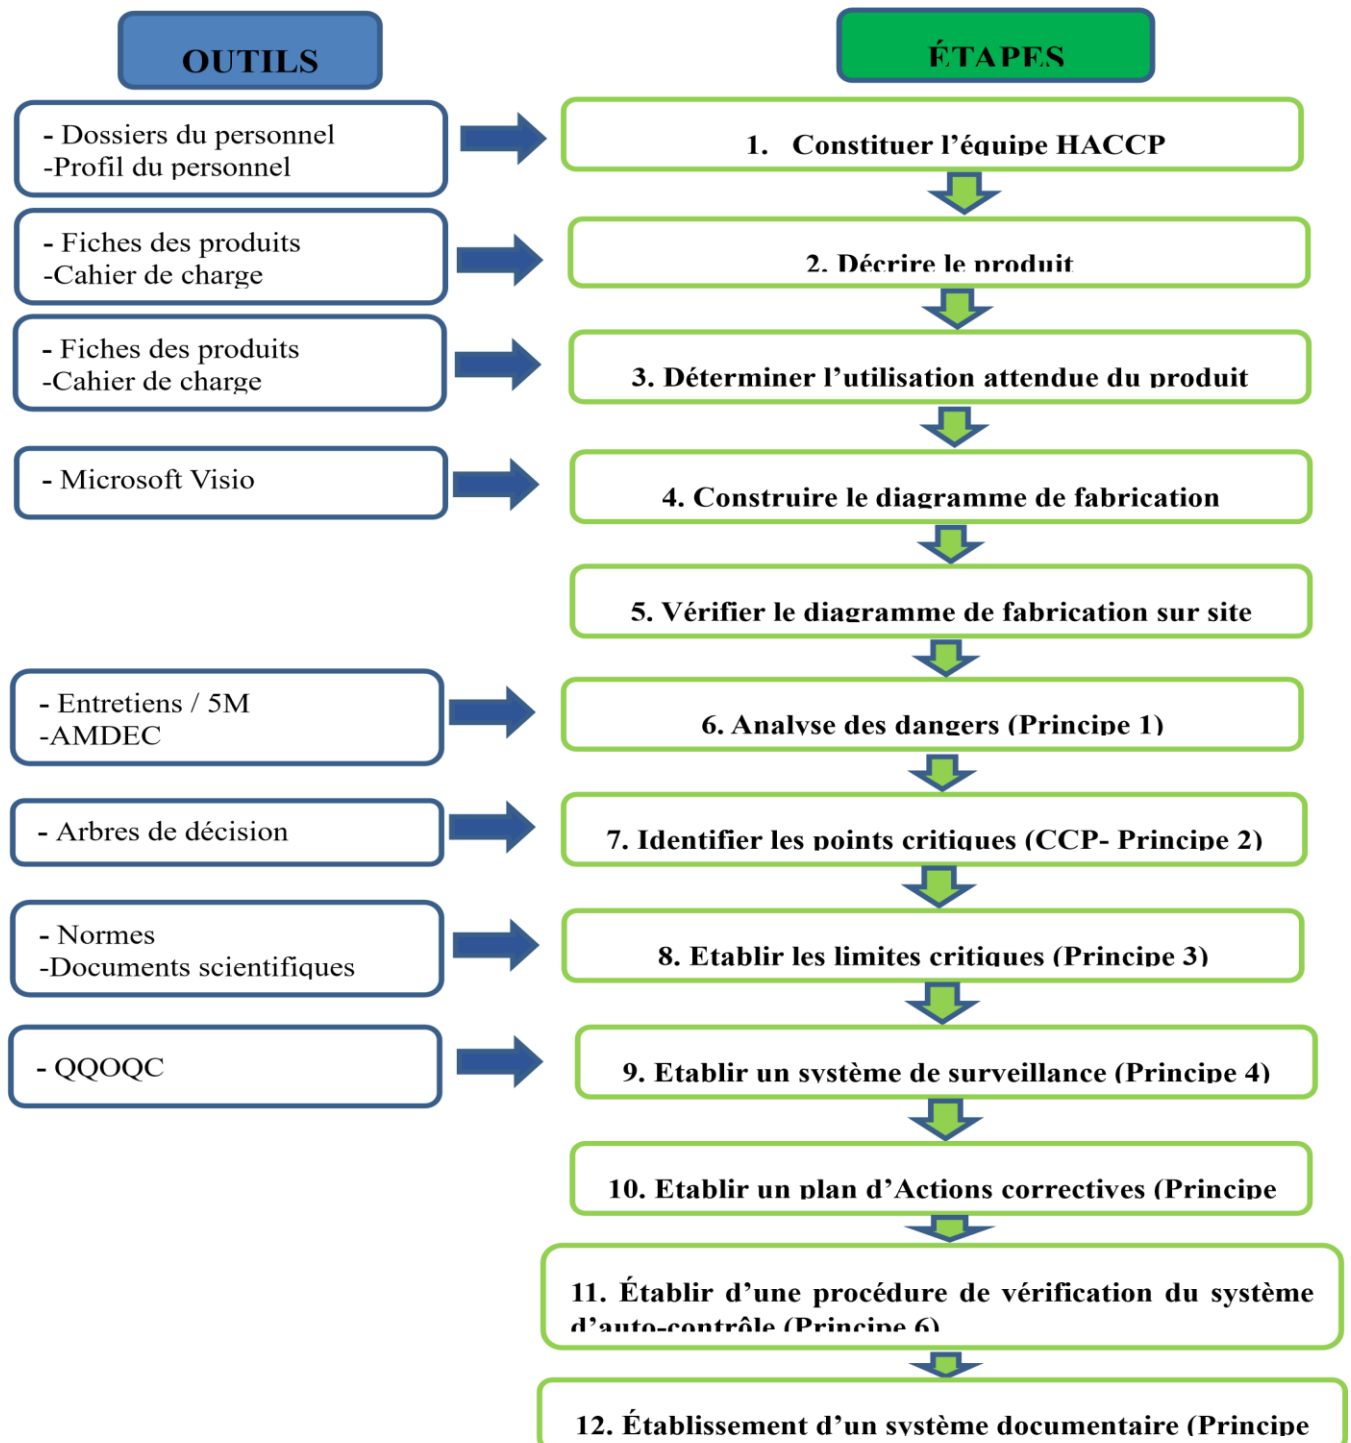 OUTILS
ÉTAPES
- Dossiers du personnel
-Profil du personnel
1. Constituer l’équipe HACCP
- Fiches des produits
-Cahier de charge
2. Décrire le produit
- Fiches des produits
-Cahier de charge
3. Déterminer l’utilisation attendue du produit
- Microsoft Visio
4. Construire le diagramme de fabrication
5. Vérifier le diagramme de fabrication sur site
- Entretiens / 5M
-AMDEC
6. Analyse des dangers (Principe 1)
- Arbres de décision
7. Identifier les points critiques (CCP- Principe 2)
- Normes
-Documents scientifiques
8. Etablir les limites critiques (Principe 3)
- QQOQC
9. Etablir un système de surveillance (Principe 4)
10. Etablir un plan d’Actions correctives (Principe
11. Établir d’une procédure de vérification du système
d’auto-contrôle (Principe 6)
12. Établissement d’un système documentaire (Principe